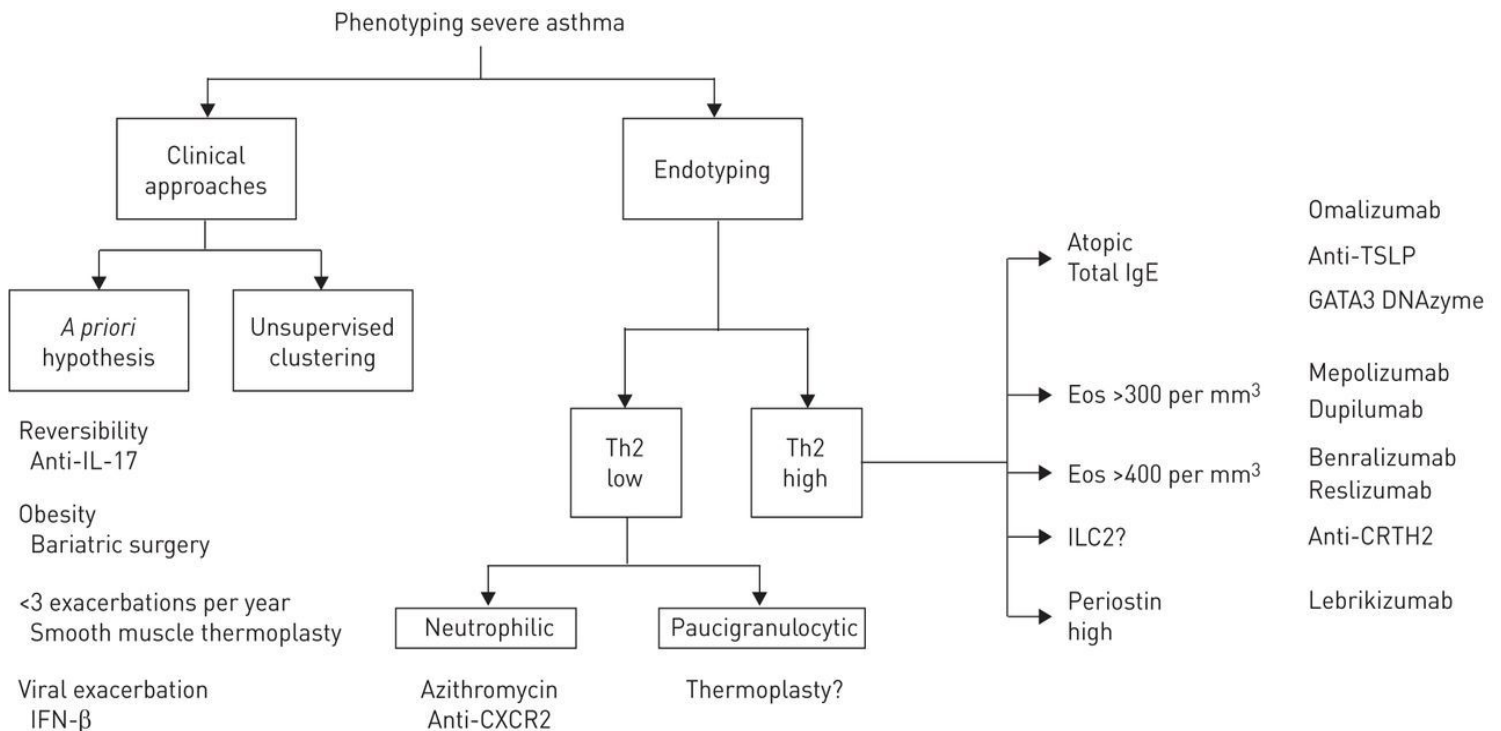 Phenotyping severe asthma
Clinical
approaches
Endotyping
A priori
hypothesis
Unsupervised
clustering
Reversibility
Anti-IL-17
Obesity
Bariatric surgery
<3 exacerbations per year
Smooth muscle thermoplasty
Viral exacerbation
IFN-β
Th2
low
Th2
high
Neutrophilic
Paucigranulocytic
Azithromycin
Anti-CXCR2
Thermoplasty?
Atopic
Total IgE
Omalizumab
Anti-TSLP
GATA3 DNAzyme
Eos >300 per mm³
Mepolizumab
Dupilumab
Eos >400 per mm³
Benralizumab
Reslizumab
ILC2?
Anti-CRTH2
Periostin
high
Lebrikizumab